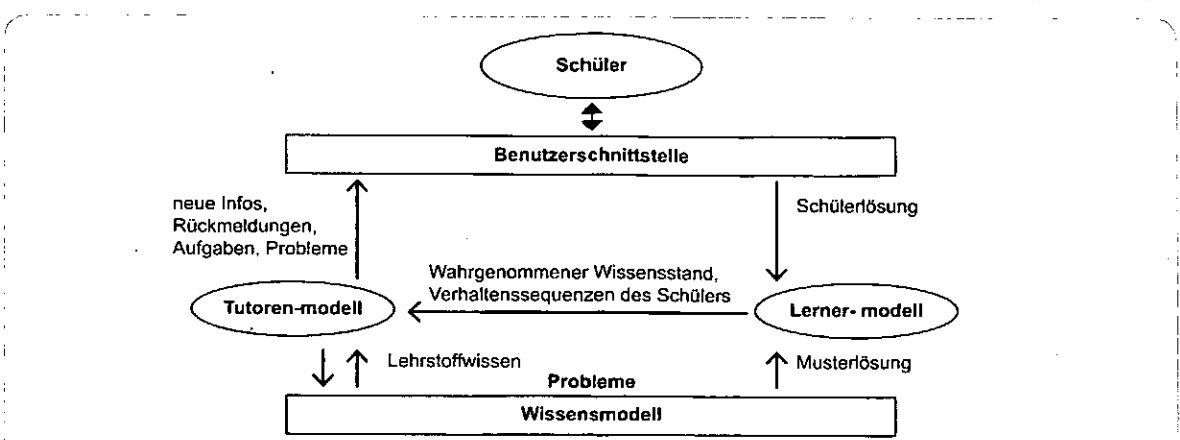 Schüler
Benutzerschnittstelle
neue Infos,
Rückmeldungen,
Aufgaben, Probleme
Schülerlösung
Wahrgenommener Wissensstand,
Verhaltenssequenzen des Schülers
Tutoren-modell
Lerner- modell
Lehrstoffwissen
Musterlösung
Probleme
Wissensmodell